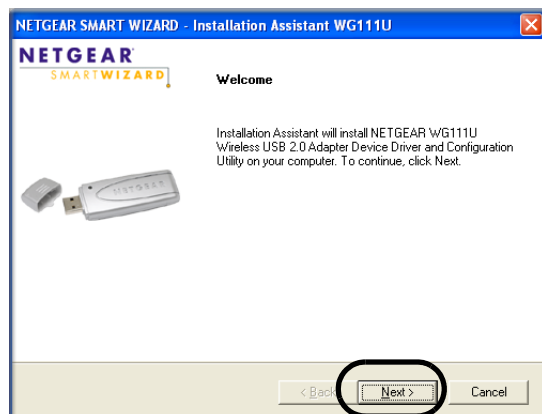 NETGEAR SMART WIZARD - Installation Assistant WG111U
NETGEAR
SMARTWIZARD
Welcome
Installation Assistant will install NETGEAR WG111U
Wireless USB 2.0 Adapter Device Driver and Configuration
Utility on your computer. To continue, click Next.
NETGEAR
< Back Next > Cancel